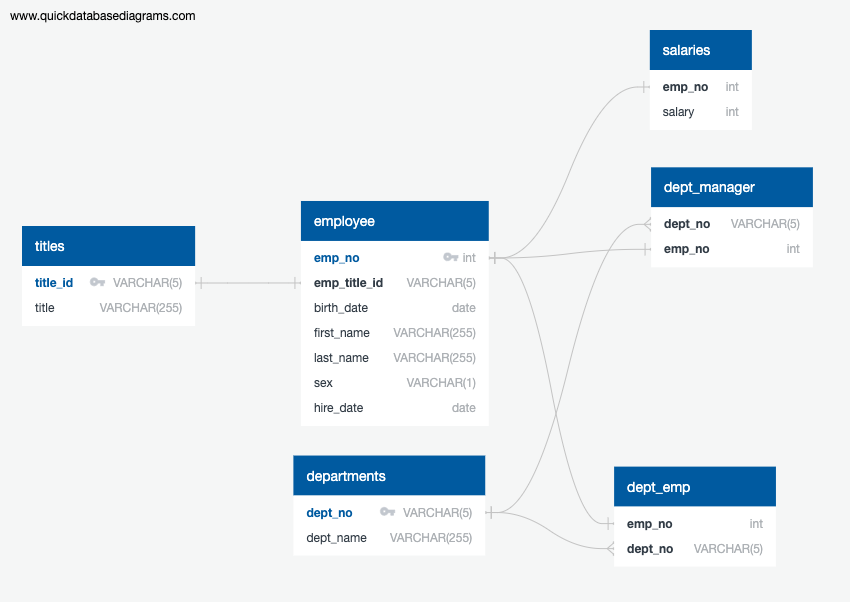 www.quickdatabasediagrams.com
salaries
emp_no int
salary int
dept_manager
dept_no VARCHAR(5)
emp_no int
employee
emp_no int
emp_title_id VARCHAR(5)
birth_date date
first_name VARCHAR(255)
last_name VARCHAR(255)
sex VARCHAR(1)
hire_date date
titles
title_id VARCHAR(5)
title VARCHAR(255)
departments
dept_no VARCHAR(5)
dept_name VARCHAR(255)
dept_emp
emp_no int
dept_no VARCHAR(5)